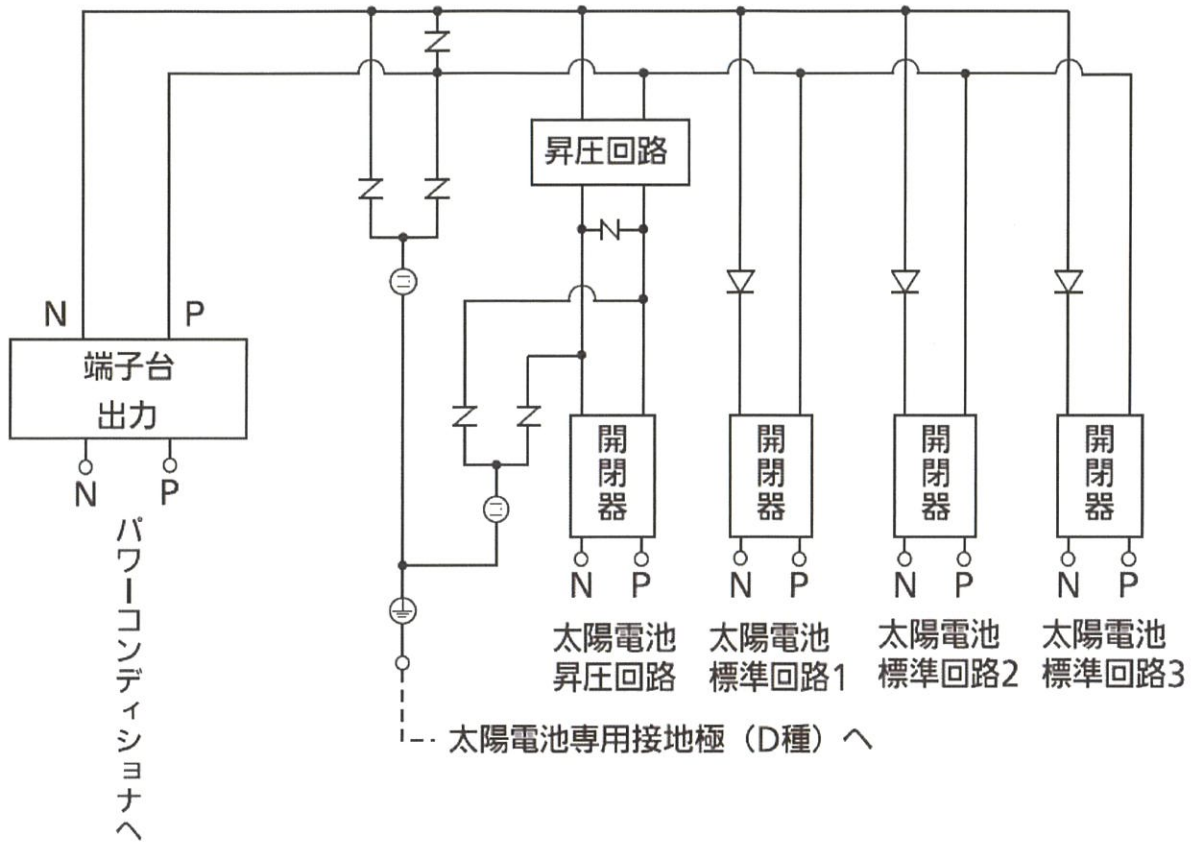 昇圧回路
N P
端子台
出力
N P
パワーコンディショナへ
開閉器
開閉器
開閉器
開閉器
N P
N P
N P
N P
太陽電池
昇圧回路
太陽電池
標準回路1
太陽電池
標準回路2
太陽電池
標準回路3
太陽電池専用接地極（D種）へ